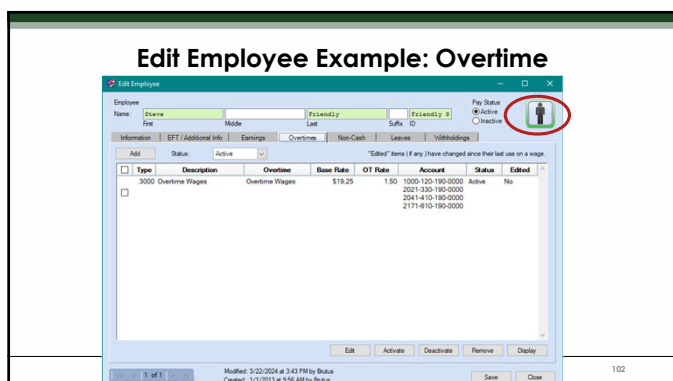 Edit Employee Example: Overtime
Edit Employee
Employee
Name: Steve Friendly Friendly S
First Middle Last Suffix ID
Pay Status
Active
Inactive
Information EFT / Additional Info Earnings Overtimes Non-Cash Leaves Withholdings
Add Status: Active "Edited" items ( if any ) have changed since their last use on a wage.
Type Description Overtime Base Rate OT Rate Account Status Edited
3000 Overtime Wages Overtime Wages $19.25 1.50 1000-120-190-0000 Active No
2021-330-190-0000
2041-410-190-0000
2171-610-190-0000
Edit Activate Deactivate Remove Display
1 of 1
Modified: 3/22/2024 at 3:43 PM by Brutus
Created: 1/1/2013 at 9:56 AM by Brutus
Save Close
102